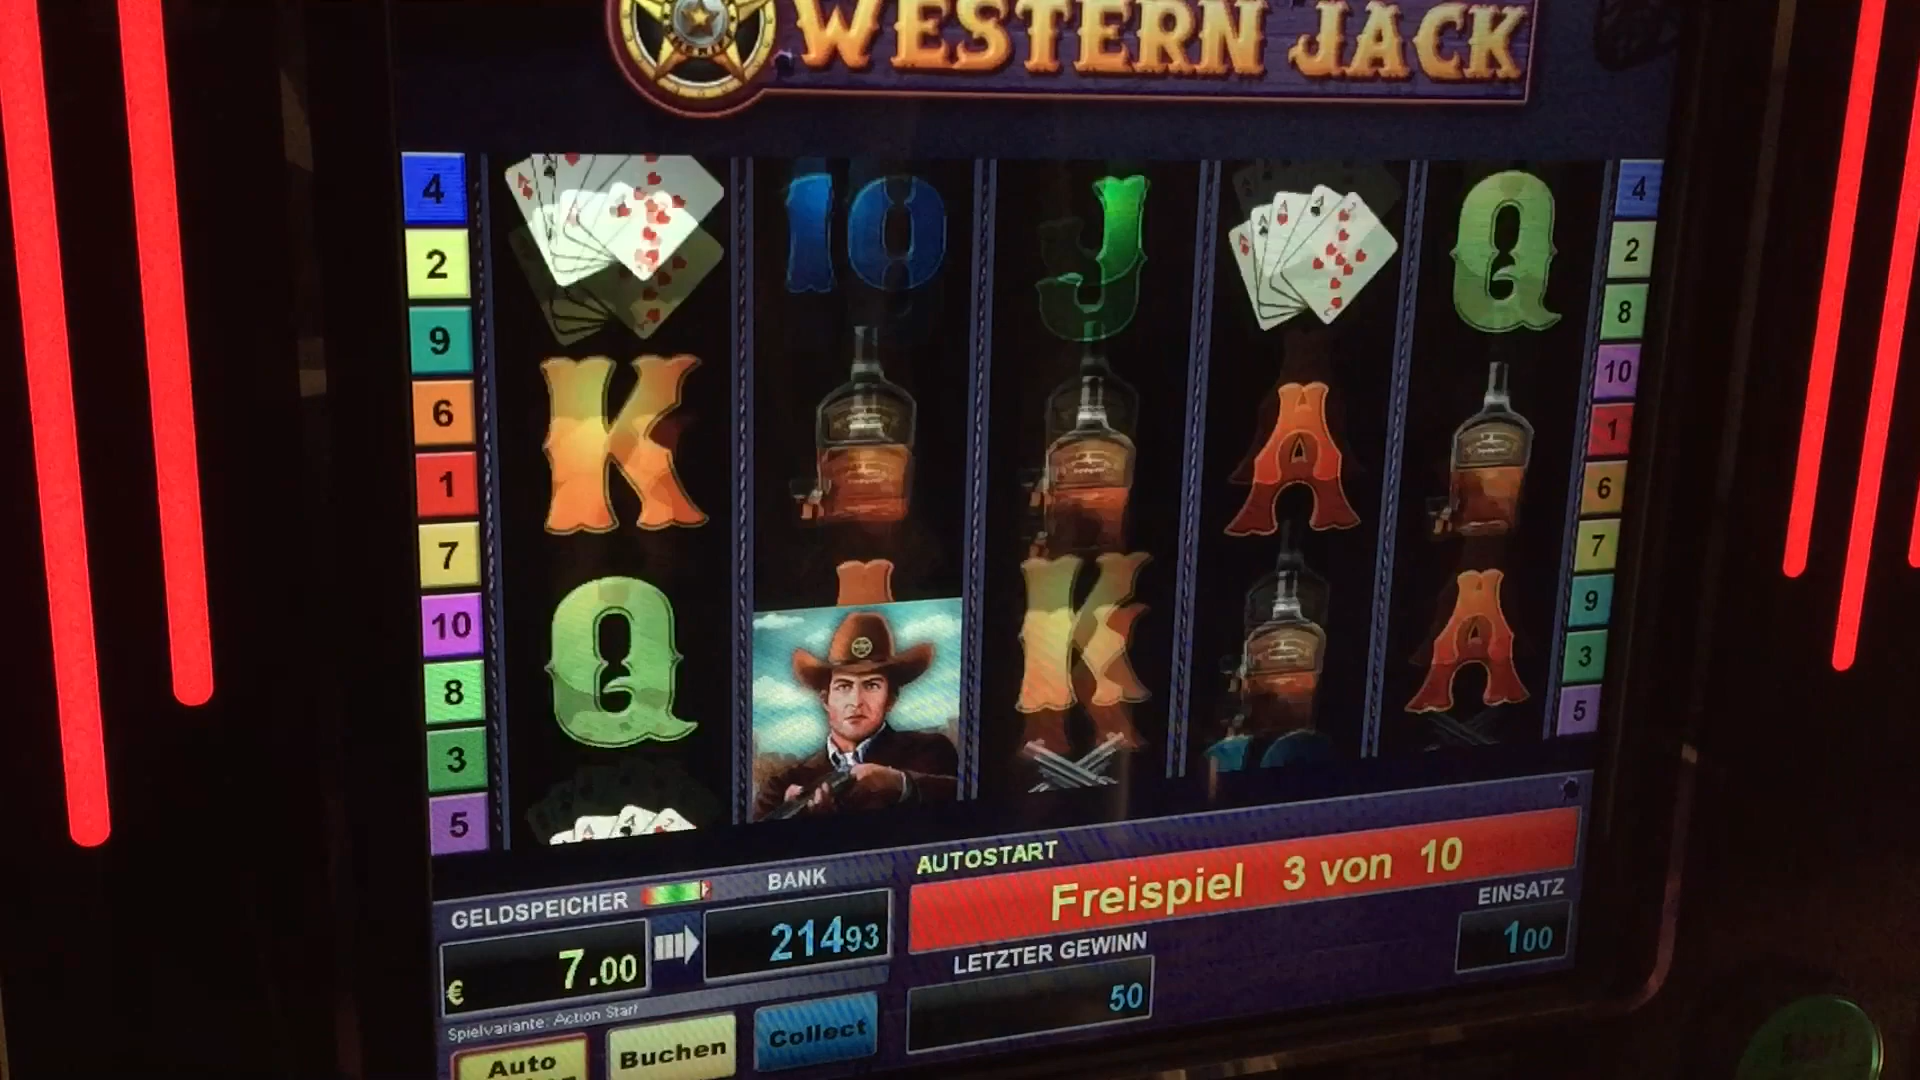 WESTERN JACK
4
2
9
6
1
7
10
8
3
5
10
J
Q
K
A
Q
K
A
4
2
8
10
1
6
7
9
3
5
AUTOSTART
Freispiel 3 von 10
GELDSPEICHER
BANK
€ 7.00
21493
LETZTER GEWINN
50
EINSATZ
100
Spielvariante: Action Start
Auto
Buchen
Collect